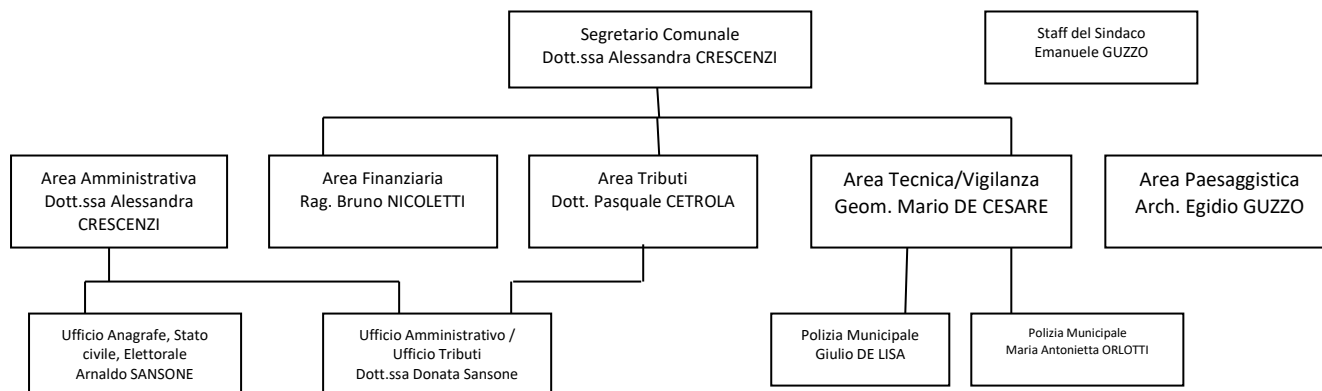 Segretario Comunale
Dott.ssa Alessandra CRESCENZI
Staff del Sindaco
Emanuele GUZZO
Area Amministrativa
Dott.ssa Alessandra
CRESCENZI
Area Finanziaria
Rag. Bruno NICOLETTI
Area Tributi
Dott. Pasquale CETROLA
Area Tecnica/Vigilanza
Geom. Mario DE CESARE
Area Paesaggistica
Arch. Egidio GUZZO
Ufficio Anagrafe, Stato
civile, Elettorale
Arnaldo SANSONE
Ufficio Amministrativo /
Ufficio Tributi
Dott.ssa Donata Sansone
Polizia Municipale
Giulio DE LISA
Polizia Municipale
Maria Antonietta ORLOTTI